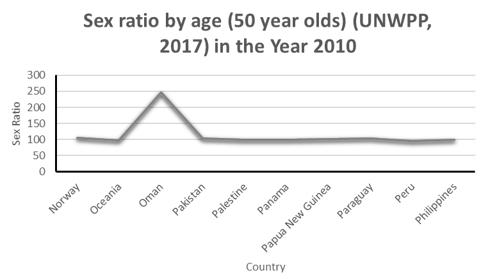 Sex ratio by age (50 year olds) (UNWPP,
2017) in the Year 2010
300
250
200
150
100
50
0
Sex Ratio
Norway
Oceania
Oman
Pakistan
Palestine
Panama
Papua New Guinea
Paraguay
Peru
Philippines
Country